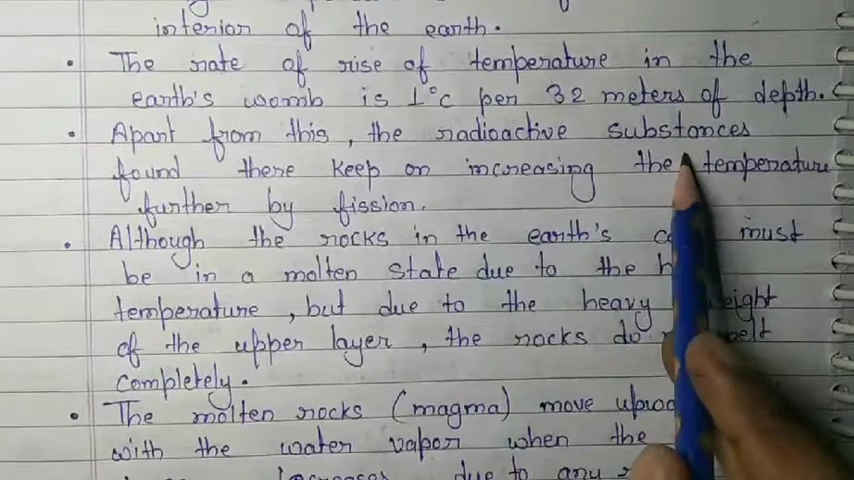 interior of the earth.
• The rate of rise of temperature in the
earth's womb is 1°c per 32 meters of depth.
• Apart from this, the radioactive substonces
found there keep on increasing the temperature
further by fission.
• Although the rocks in the earth's must
be in a molten state due to the
temperature, but due to the heavy
of the upper layer, the rocks do
completely.
• The molten rocks (magma) move
with the water vapor when the
due to any